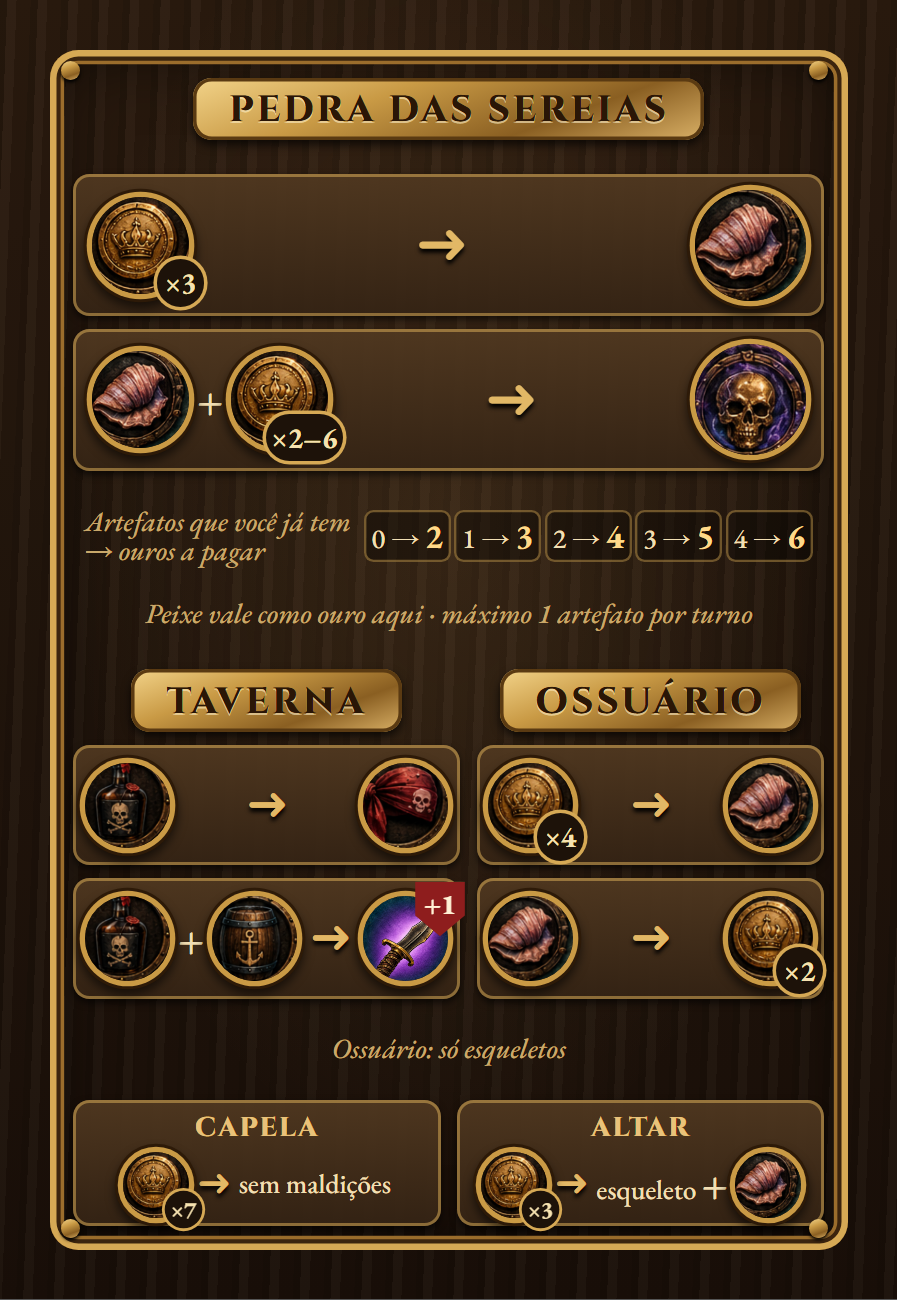 PEDRA DAS SEREIAS
×3
+ ×2–6
Artefatos que você já tem
→ ouros a pagar
0 → 2 1 → 3 2 → 4 3 → 5 4 → 6
Peixe vale como ouro aqui · máximo 1 artefato por turno
TAVERNA
OSSUÁRIO
×4
+ +1
×2
Ossuário: só esqueletos
CAPELA
×7 sem maldições
ALTAR
×3 esqueleto +